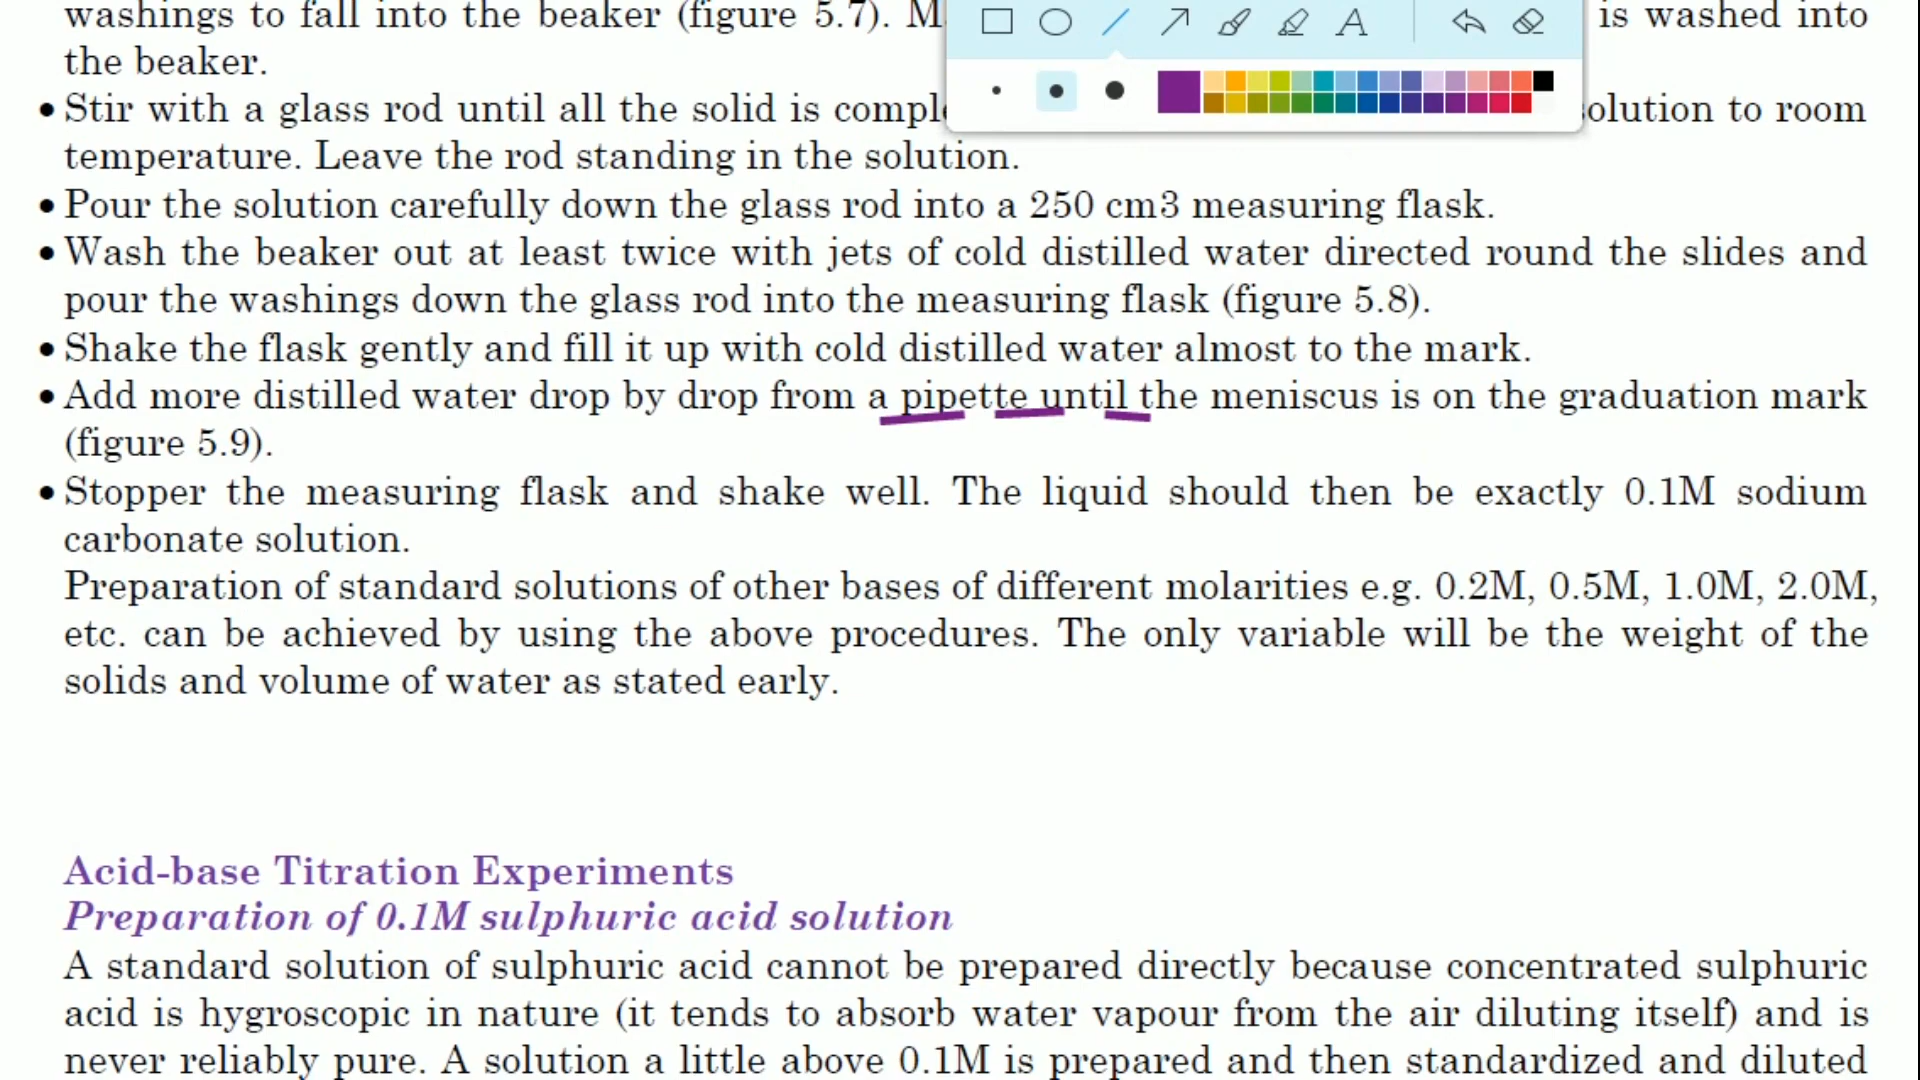 washings to fall into the beaker (figure 5.7). M is washed into
the beaker.
• Stir with a glass rod until all the solid is comple solution to room
temperature. Leave the rod standing in the solution.
• Pour the solution carefully down the glass rod into a 250 cm3 measuring flask.
• Wash the beaker out at least twice with jets of cold distilled water directed round the slides and
pour the washings down the glass rod into the measuring flask (figure 5.8).
• Shake the flask gently and fill it up with cold distilled water almost to the mark.
• Add more distilled water drop by drop from a pipette until the meniscus is on the graduation mark
(figure 5.9).
• Stopper the measuring flask and shake well. The liquid should then be exactly 0.1M sodium
carbonate solution.
Preparation of standard solutions of other bases of different molarities e.g. 0.2M, 0.5M, 1.0M, 2.0M,
etc. can be achieved by using the above procedures. The only variable will be the weight of the
solids and volume of water as stated early.
Acid-base Titration Experiments
Preparation of 0.1M sulphuric acid solution
A standard solution of sulphuric acid cannot be prepared directly because concentrated sulphuric
acid is hygroscopic in nature (it tends to absorb water vapour from the air diluting itself) and is
never reliably pure. A solution a little above 0.1M is prepared and then standardized and diluted